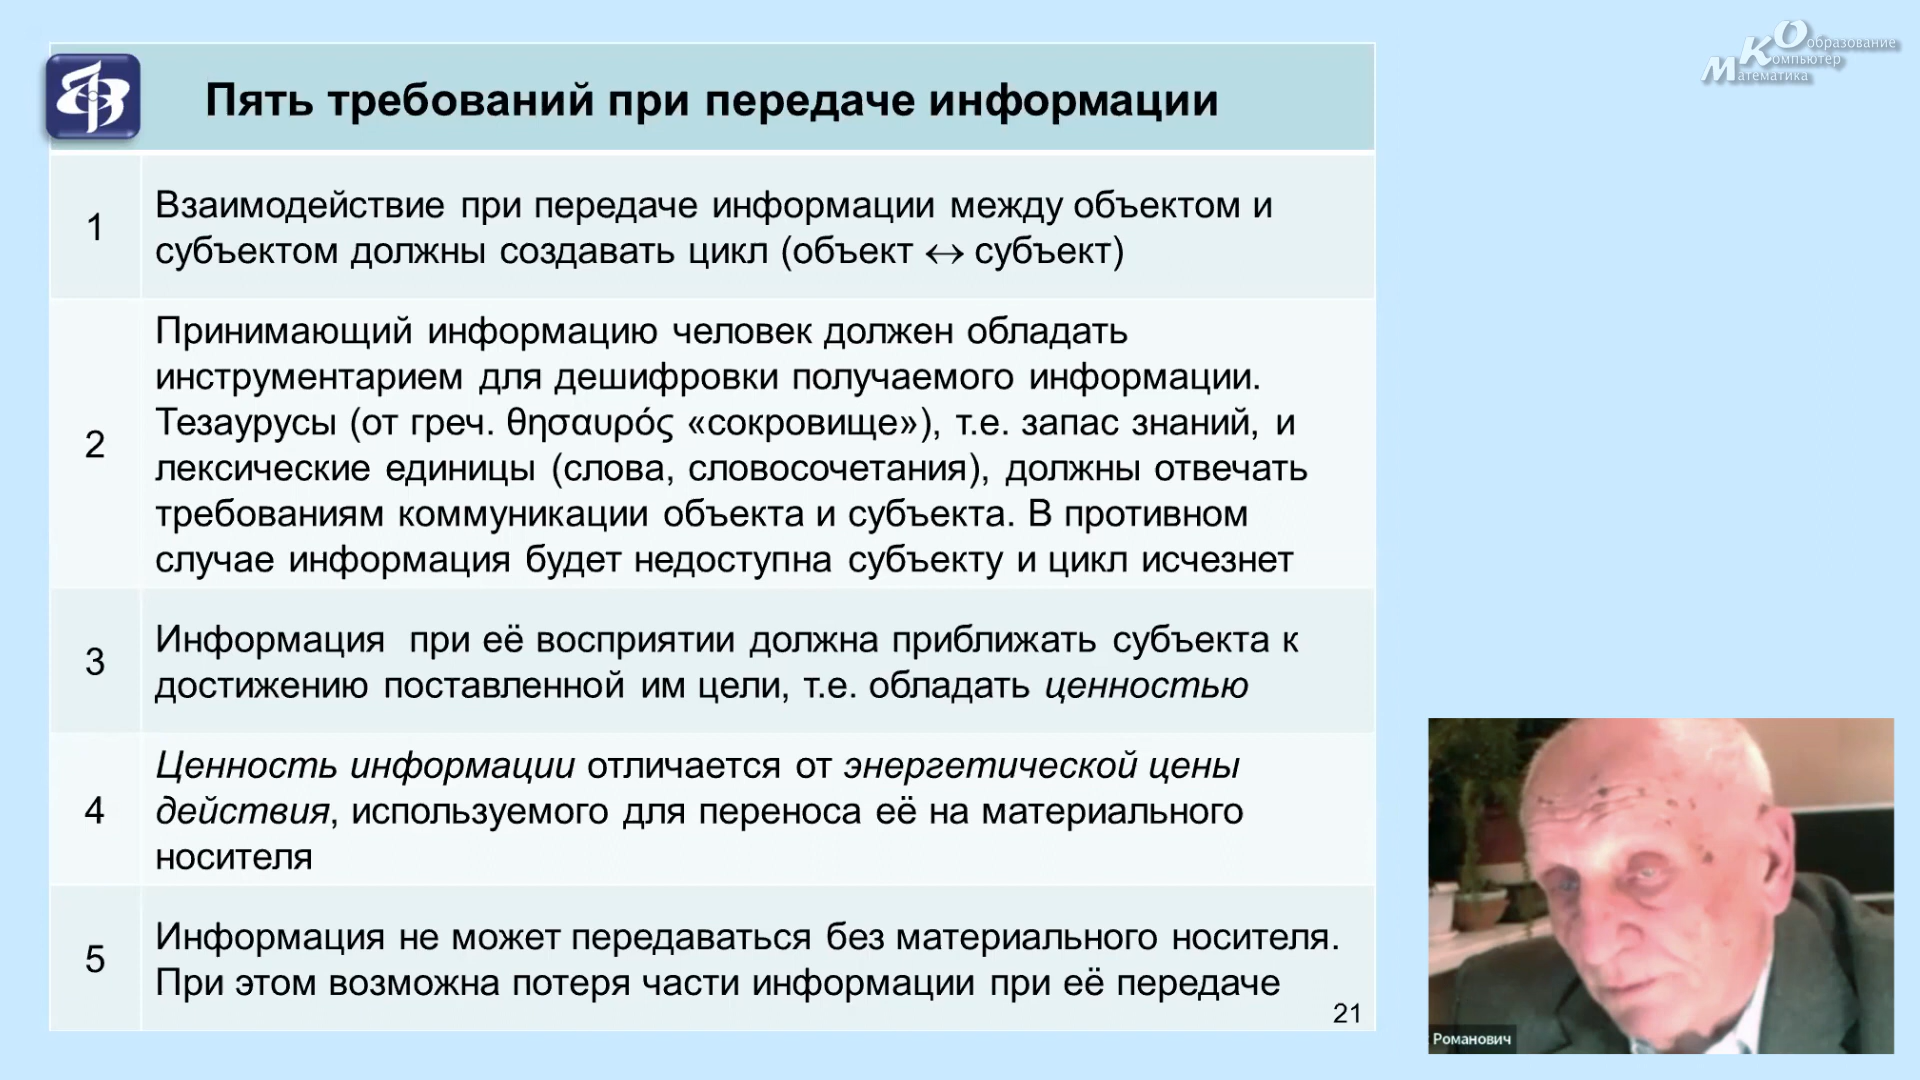 Пять требований при передаче информации
1
Взаимодействие при передаче информации между объектом и
субъектом должны создавать цикл (объект ↔ субъект)
2
Принимающий информацию человек должен обладать
инструментарием для дешифровки получаемого информации.
Тезаурусы (от греч. θησαυρός «сокровище»), т.е. запас знаний, и
лексические единицы (слова, словосочетания), должны отвечать
требованиям коммуникации объекта и субъекта. В противном
случае информация будет недоступна субъекту и цикл исчезнет
3
Информация при её восприятии должна приближать субъекта к
достижению поставленной им цели, т.е. обладать ценностью
4
Ценность информации отличается от энергетической цены
действия, используемого для переноса её на материального
носителя
5
Информация не может передаваться без материального носителя.
При этом возможна потеря части информации при её передаче
21
Образование
Компьютер
Математика
Романович